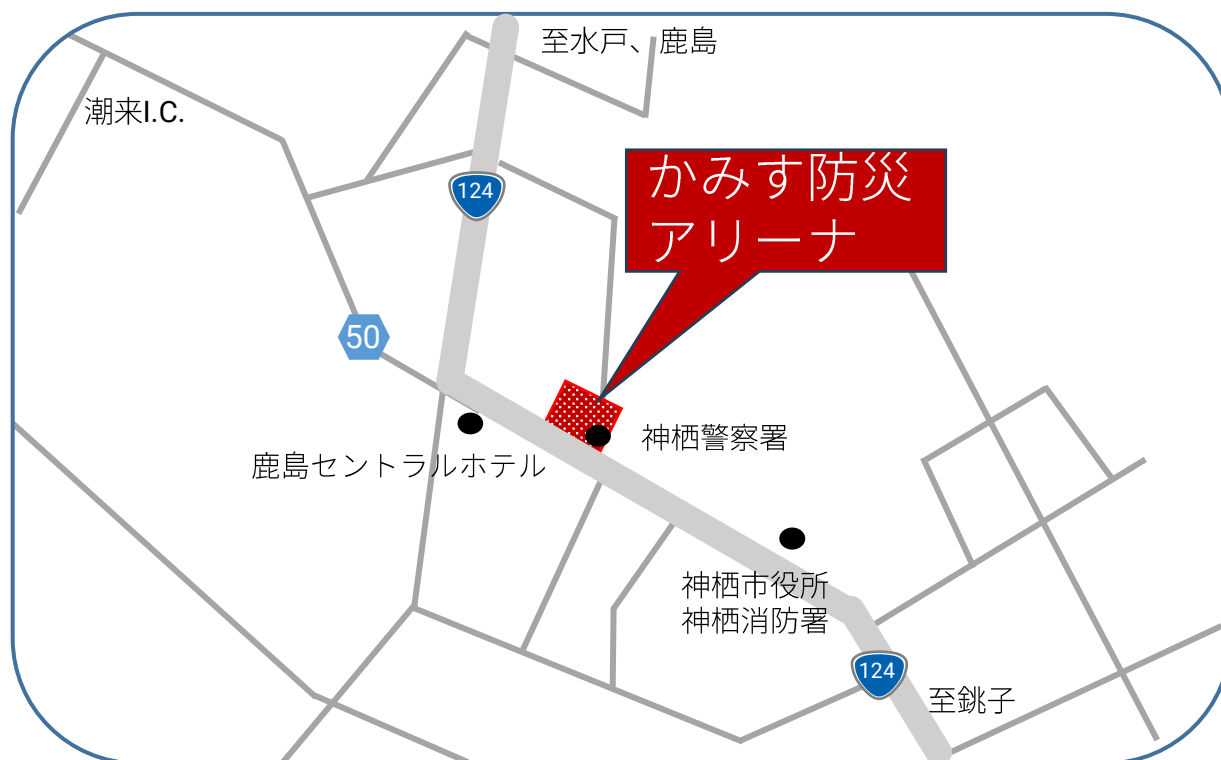 至水戸、鹿島
潮来I.C.
かみす防災
アリーナ
124
50
神栖警察署
鹿島セントラルホテル
神栖市役所
神栖消防署
124
至銚子